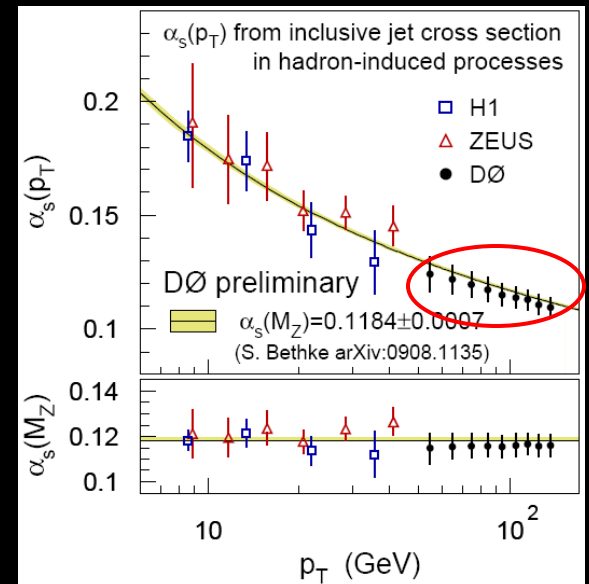 αs(pT) from inclusive jet cross section
in hadron-induced processes
H1
ZEUS
DØ
0.2
0.15
0.1
αs(pT)
DØ preliminary
αs(MZ)=0.1184±0.0007
(S. Bethke arXiv:0908.1135)
0.14
0.12
0.1
αs(MZ)
10
10²
pT (GeV)